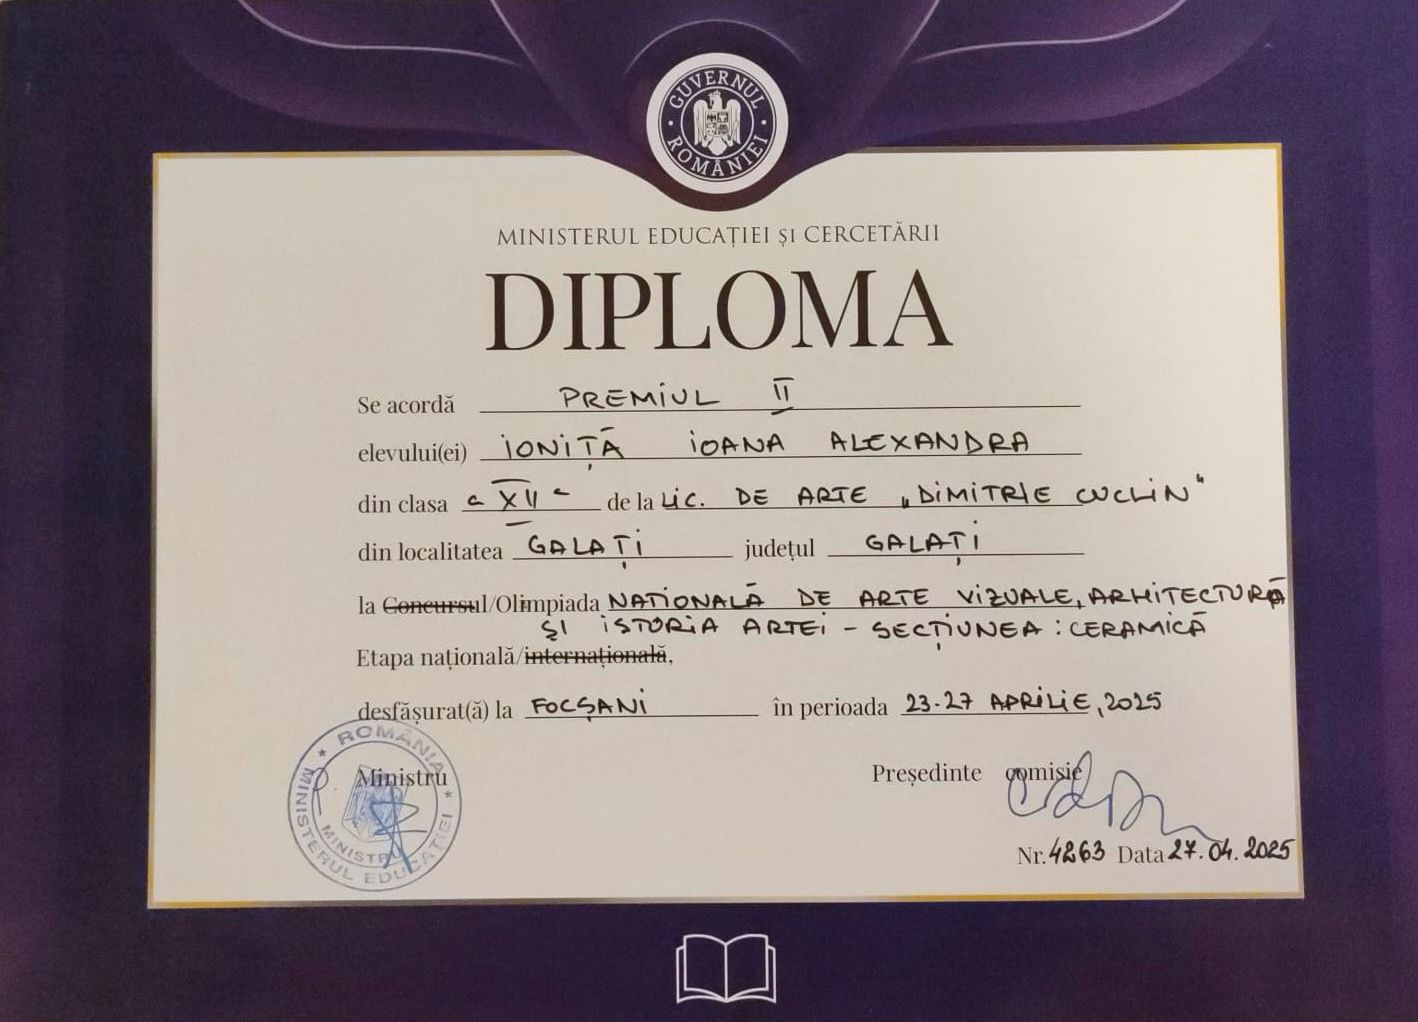 GUVERNUL ROMÂNIEI
MINISTERUL EDUCAȚIEI ȘI CERCETĂRII
DIPLOMA
Se acordă PREMIUL II
elevului(ei) IONIȚĂ IOANA ALEXANDRA
din clasa a XII a de la LIC. DE ARTE „DIMITRIE CUCLIN"
din localitatea GALAȚI județul GALAȚI
la Concursul/Olimpiada NAȚIONALĂ DE ARTE VIZUALE, ARHITECTURĂ
ȘI ISTORIA ARTEI - SECȚIUNEA: CERAMICĂ
Etapa națională/internațională,
desfășurat(ă) la FOCȘANI în perioada 23-27 APRILIE, 2025
Ministru Președinte comisie
ROMÂNIA
MINISTERUL EDUCAȚIEI
MINISTRU
Nr. 4263 Data 27.04.2025